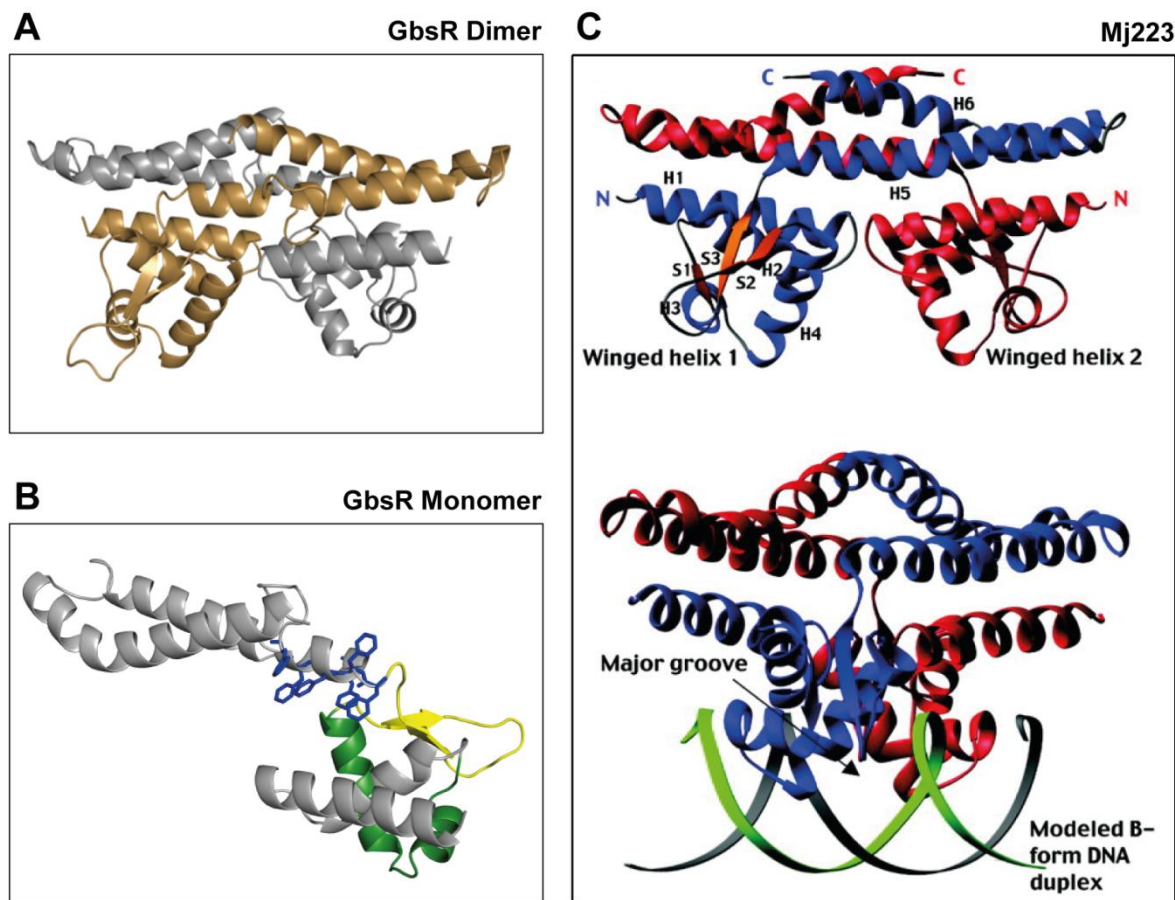 A
GbsR Dimer
B
GbsR Monomer
C
Mj223
C
C
H6
N
H1
H5
N
S1
S3
S2
H2
H3
H4
Winged helix 1
Winged helix 2
Major groove
Modeled B-
form DNA
duplex